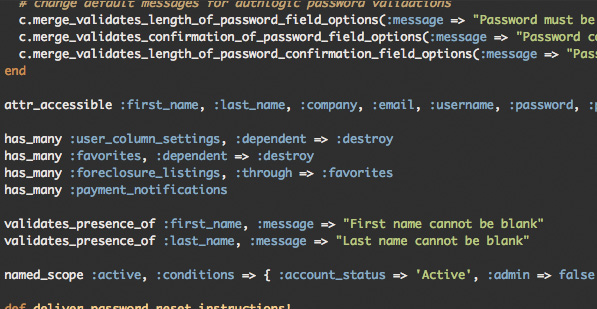 # change default messages for authlogic password validations
c.merge_validates_length_of_password_field_options(:message => "Password must be
c.merge_validates_confirmation_of_password_field_options(:message => "Password
c.merge_validates_length_of_password_confirmation_field_options(:message =>
end
attr_accessible :first_name, :last_name, :company, :email, :username, :password,
has_many :user_column_settings, :dependent => :destroy
has_many :favorites, :dependent => :destroy
has_many :foreclosure_listings, :through => :favorites
has_many :payment_notifications
validates_presence_of :first_name, :message => "First name cannot be blank"
validates_presence_of :last_name, :message => "Last name cannot be blank"
named_scope :active, :conditions => { :account_status => 'Active', :admin => false
def deliver_password_reset_instructions!